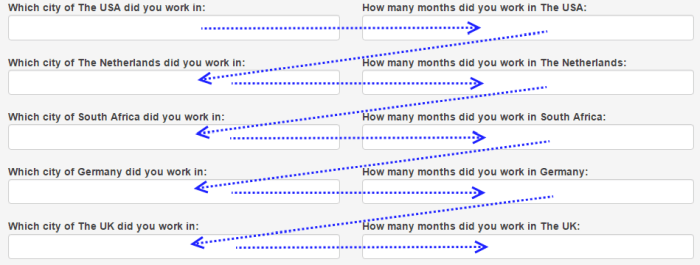 Which city of The USA did you work in:
How many months did you work in The USA:
Which city of The Netherlands did you work in:
How many months did you work in The Netherlands:
Which city of South Africa did you work in:
How many months did you work in South Africa:
Which city of Germany did you work in:
How many months did you work in Germany:
Which city of The UK did you work in:
How many months did you work in The UK: